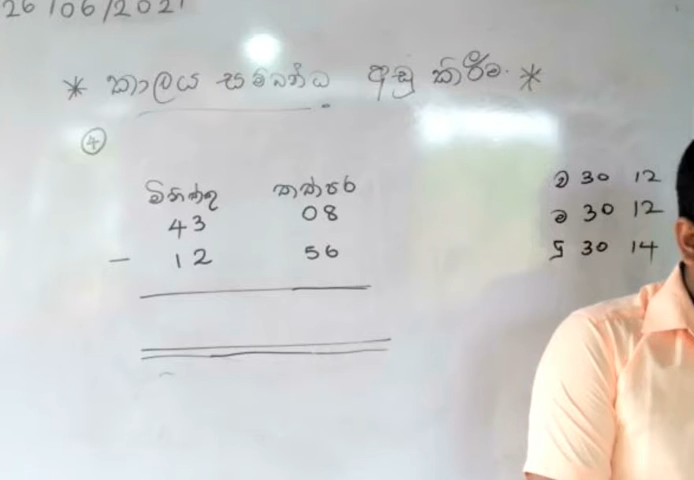 26/06/2021
* කාලය සම්බන්ධ අඩු කිරීම. *
4
මිනිත්තු තත්පර
43 08
- 12 56
ව 30 12
ම 30 12
ප්‍ර 30 14